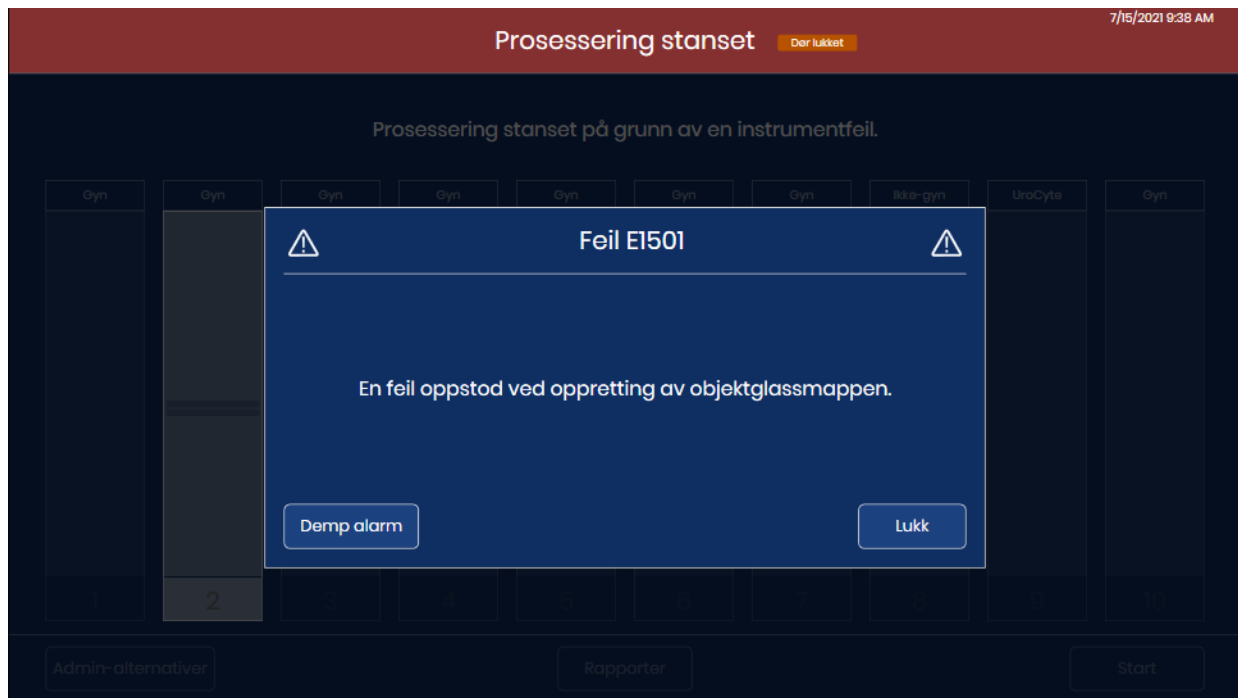 7/15/2021 9:38 AM
Prosessering stanset Dør lukket
Prosessering stanset på grunn av en instrumentfeil.
Gyn Gyn Gyn Gyn Gyn Gyn Gyn Ikke-gyn UroCyte Gyn
Feil E1501
En feil oppstod ved oppretting av objektglassmappen.
Demp alarm Lukk
1 2 3 4 5 6 7 8 9 10
Admin-alternativer Rapporter Start